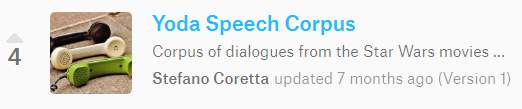 Yoda Speech Corpus
4
Corpus of dialogues from the Star Wars movies ...
Stefano Coretta updated 7 months ago (Version 1)